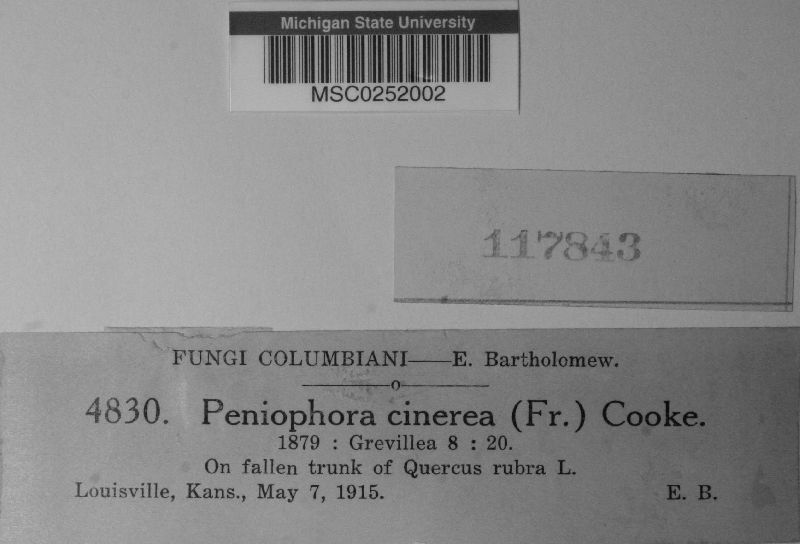 Michigan State University
MSC0252002
117843
FUNGI COLUMBIANI——E. Bartholomew.
4830. Peniophora cinerea (Fr.) Cooke.
1879 : Grevillea 8 : 20.
On fallen trunk of Quercus rubra L.
Louisville, Kans., May 7, 1915. E. B.